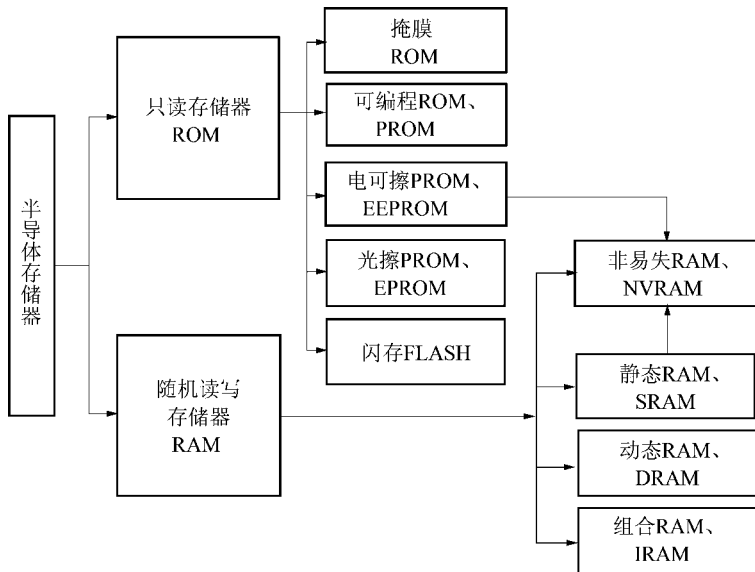 半导体存储器
只读存储器
ROM
随机读写
存储器
RAM
掩膜
ROM
可编程ROM、
PROM
电可擦PROM、
EEPROM
光擦PROM、
EPROM
闪存FLASH
非易失RAM、
NVRAM
静态RAM、
SRAM
动态RAM、
DRAM
组合RAM、
IRAM